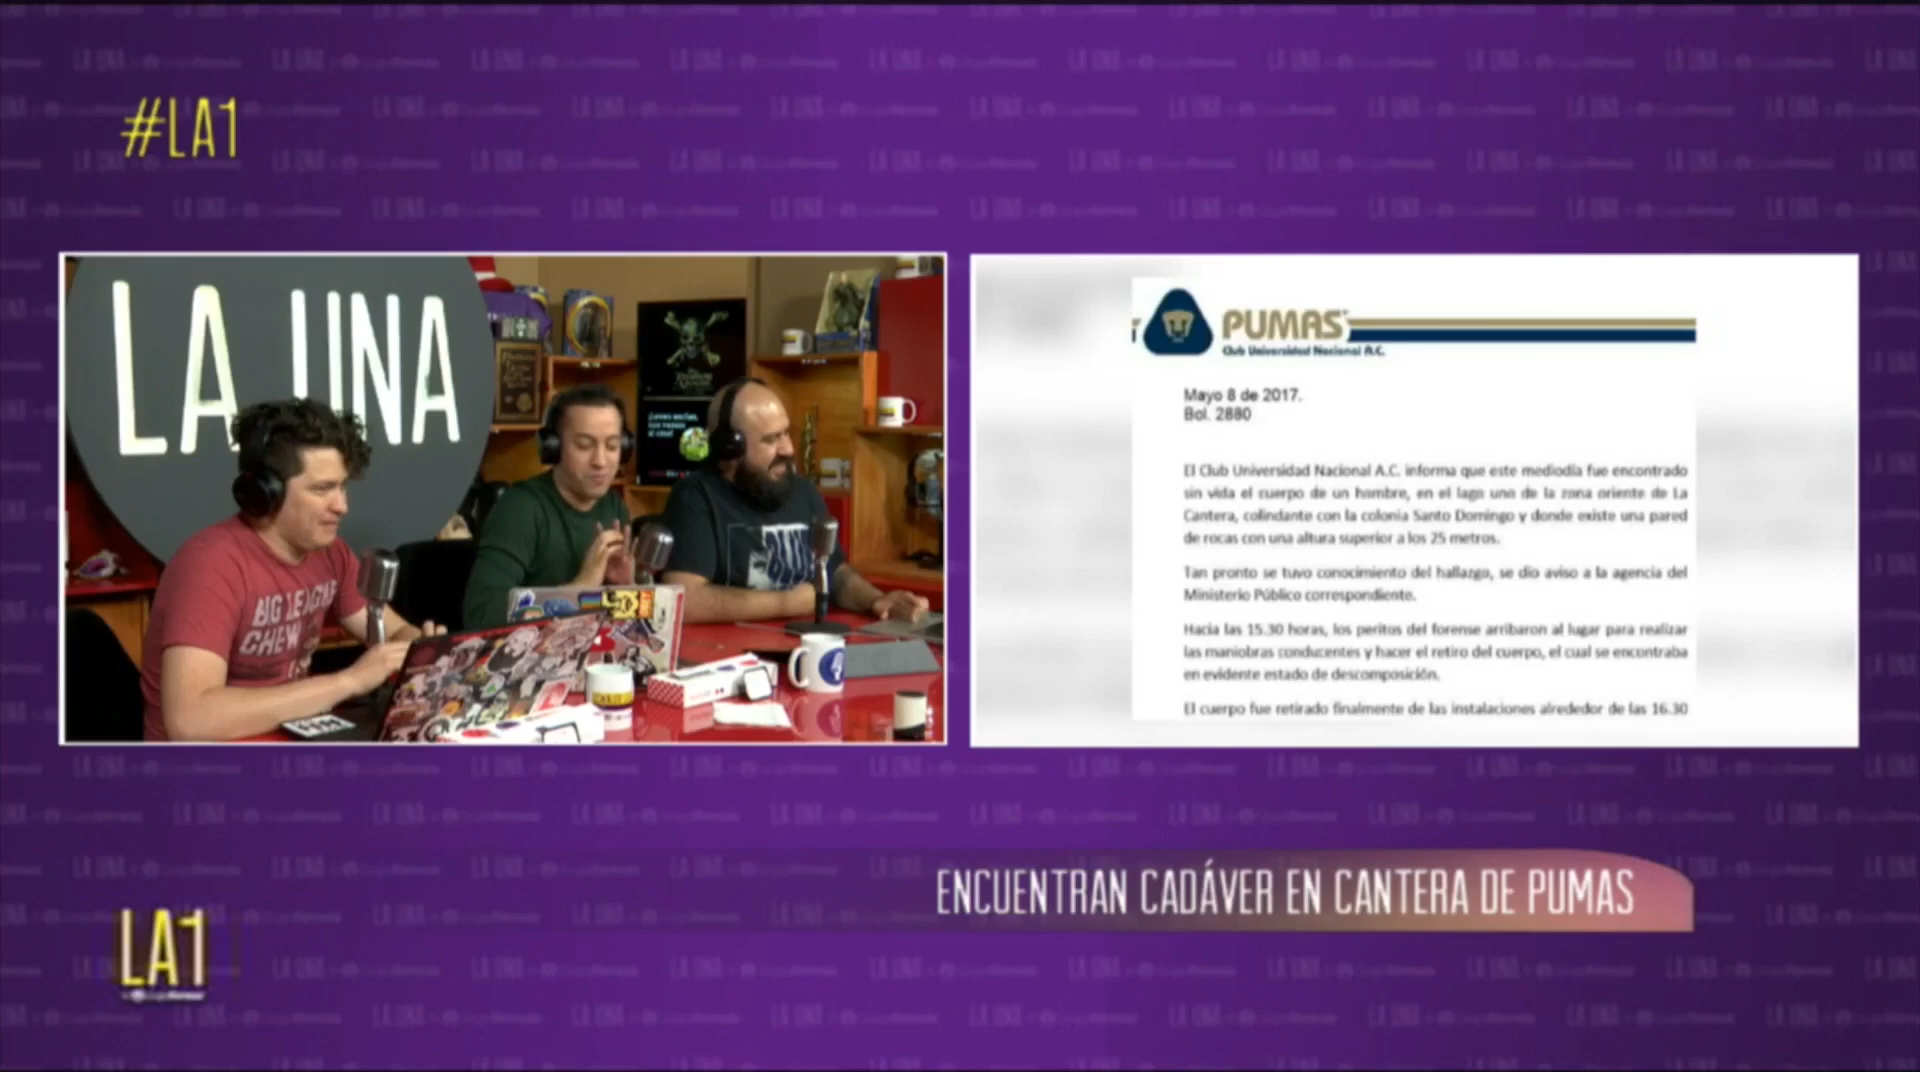 #LA1
LA UNA
BIG LEAGUE
CHEW
PUMAS
Club Universidad Nacional A.C.
Mayo 8 de 2017.
Bol. 2880
El Club Universidad Nacional A.C. informa que este mediodía fue encontrado
sin vida el cuerpo de un hombre, en el lago uno de la zona oriente de La
Cantera, colindante con la colonia Santo Domingo y donde existe una pared
de rocas con una altura superior a los 25 metros.
Tan pronto se tuvo conocimiento del hallazgo, se dio aviso a la agencia del
Ministerio Público correspondiente.
Hacia las 15.30 horas, los peritos del forense arribaron al lugar para realizar
las maniobras conducentes y hacer el retiro del cuerpo, el cual se encontraba
en evidente estado de descomposición.
El cuerpo fue retirado finalmente de las instalaciones alrededor de las 16.30
ENCUENTRAN CADÁVER EN CANTERA DE PUMAS
LA1